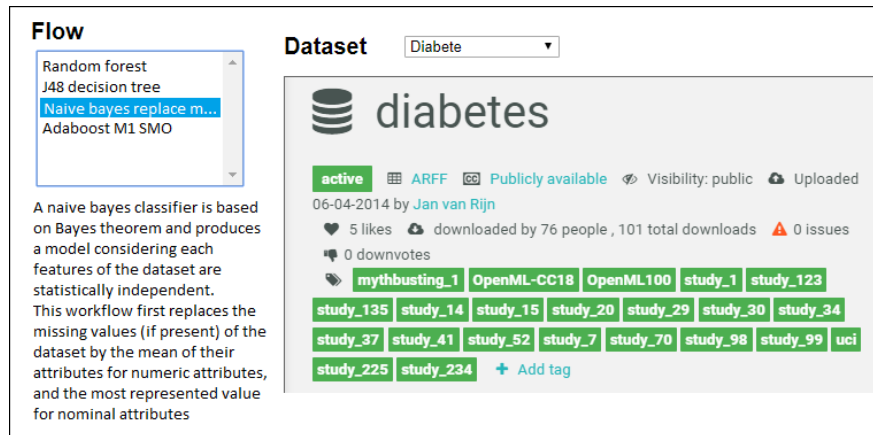 Flow
Random forest
J48 decision tree
Naive bayes replace m...
Adaboost M1 SMO
A naive bayes classifier is based
on Bayes theorem and produces
a model considering each
features of the dataset are
statistically independent.
This workflow first replaces the
missing values (if present) of the
dataset by the mean of their
attributes for numeric attributes,
and the most represented value
for nominal attributes
Dataset Diabete
diabetes
active ARFF Publicly available Visibility: public Uploaded
06-04-2014 by Jan van Rijn
5 likes downloaded by 76 people , 101 total downloads 0 issues
0 downvotes
mythbusting_1 OpenML-CC18 OpenML100 study_1 study_123
study_135 study_14 study_15 study_20 study_29 study_30 study_34
study_37 study_41 study_52 study_7 study_70 study_98 study_99 uci
study_225 study_234 + Add tag